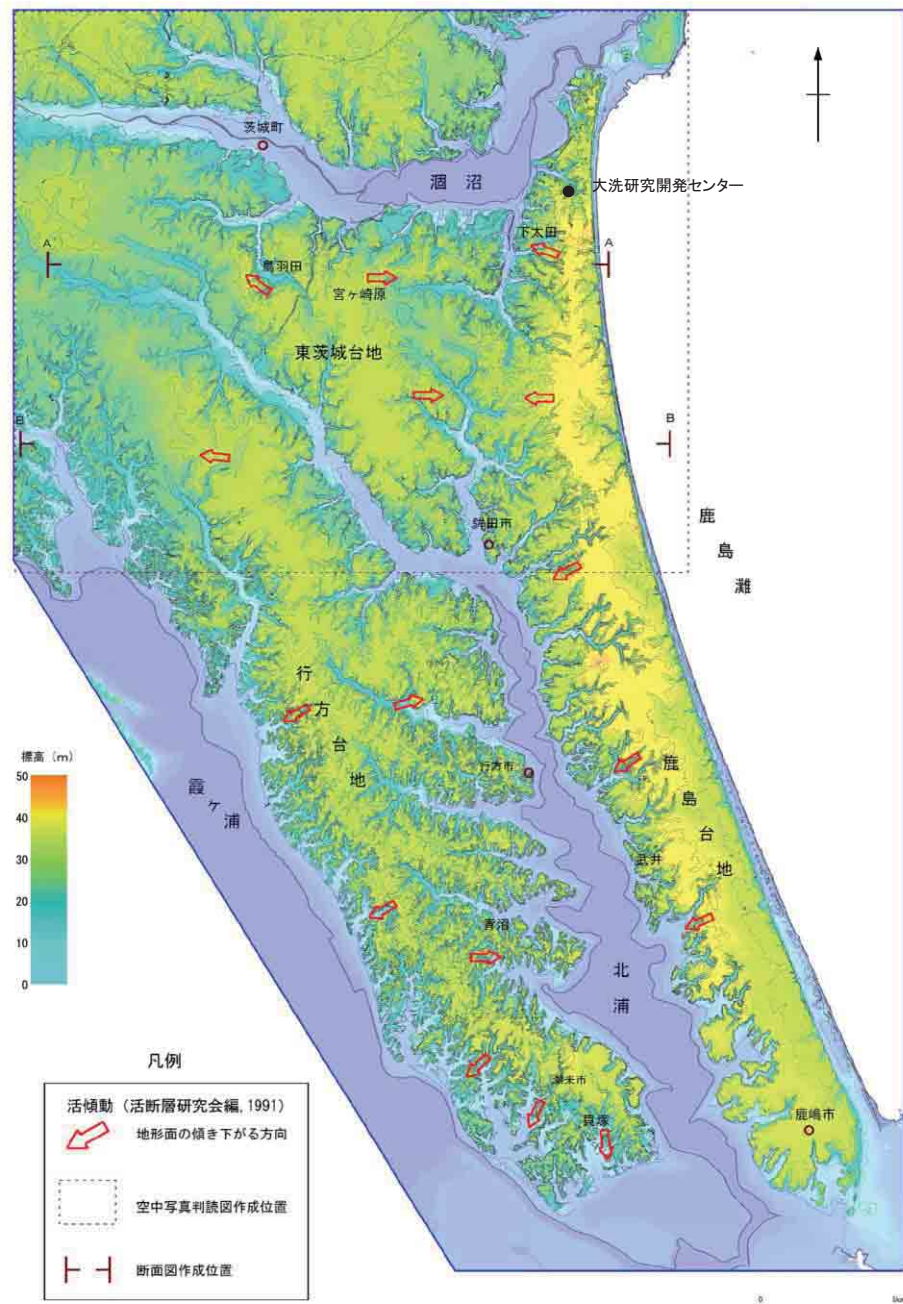 茨城町
涸 沼
大洗研究開発センター
下太田
A
A
鳥羽田
宮ヶ崎原
東茨城台地
B
B
鉾田市
鹿
島
灘
行
方
台
地
行方市
標高 (m)
50
40
30
20
10
0
霞
ヶ
浦
鹿
島
台
地
武井
青沼
北
浦
潮来市
貝塚
鹿嶋市
凡例
活傾動 (活断層研究会編, 1991)
地形面の傾き下がる方向
空中写真判読図作成位置
断面図作成位置
0